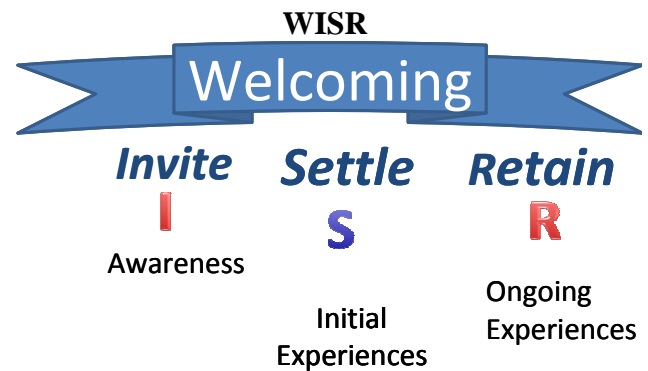 WISR
Welcoming
Invite Settle Retain
I S R
Awareness
Initial
Experiences
Ongoing
Experiences